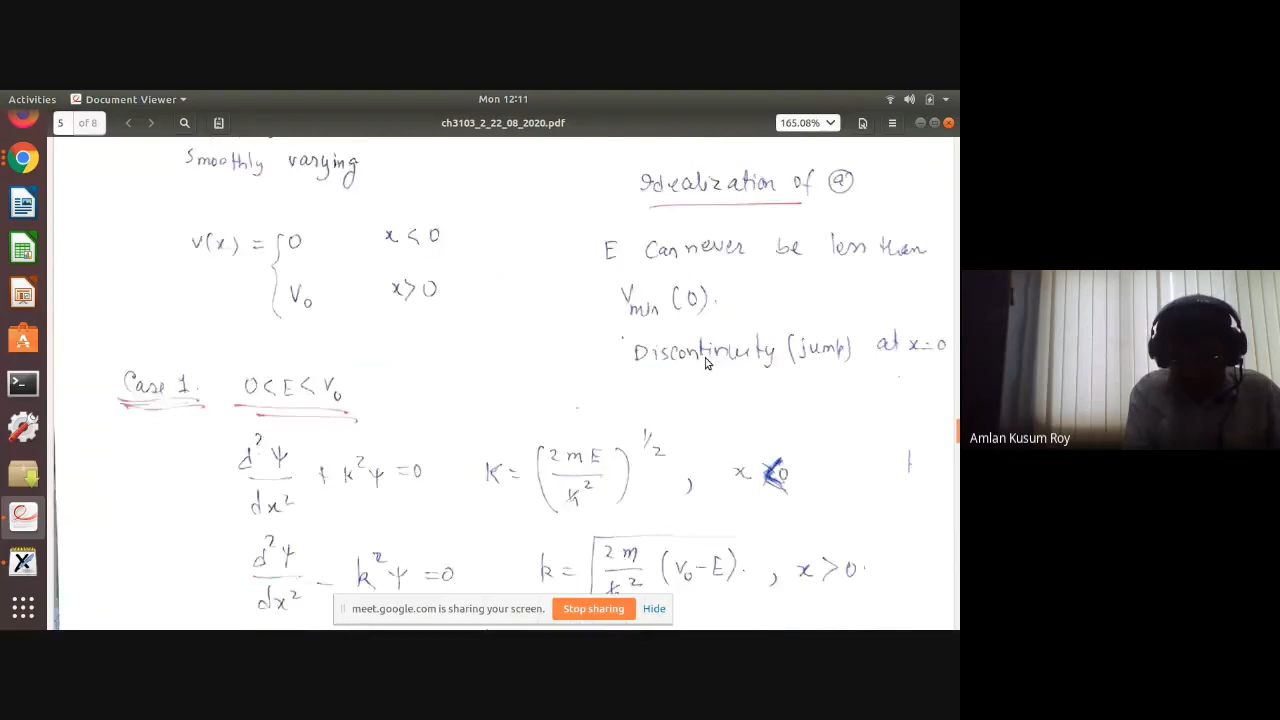 Activities Document Viewer Mon 12:11
5 of 8 ch3103_2_22_08_2020.pdf 165.08%
Smoothly varying
Idealization of (a)
V(x) = { 0 x < 0
V₀ x > 0
E can never be less than
Vmin (0).
Discontinuity (jump) at x=0
Case 1. 0 < E < V₀
d²ψ/dx² + k²ψ = 0 K = (2mE/ħ²)^1/2 , x < 0
d²ψ/dx² - k²ψ = 0 k = √2m/ħ² (V₀-E). , x > 0.
meet.google.com is sharing your screen. Stop sharing Hide
Amlan Kusum Roy